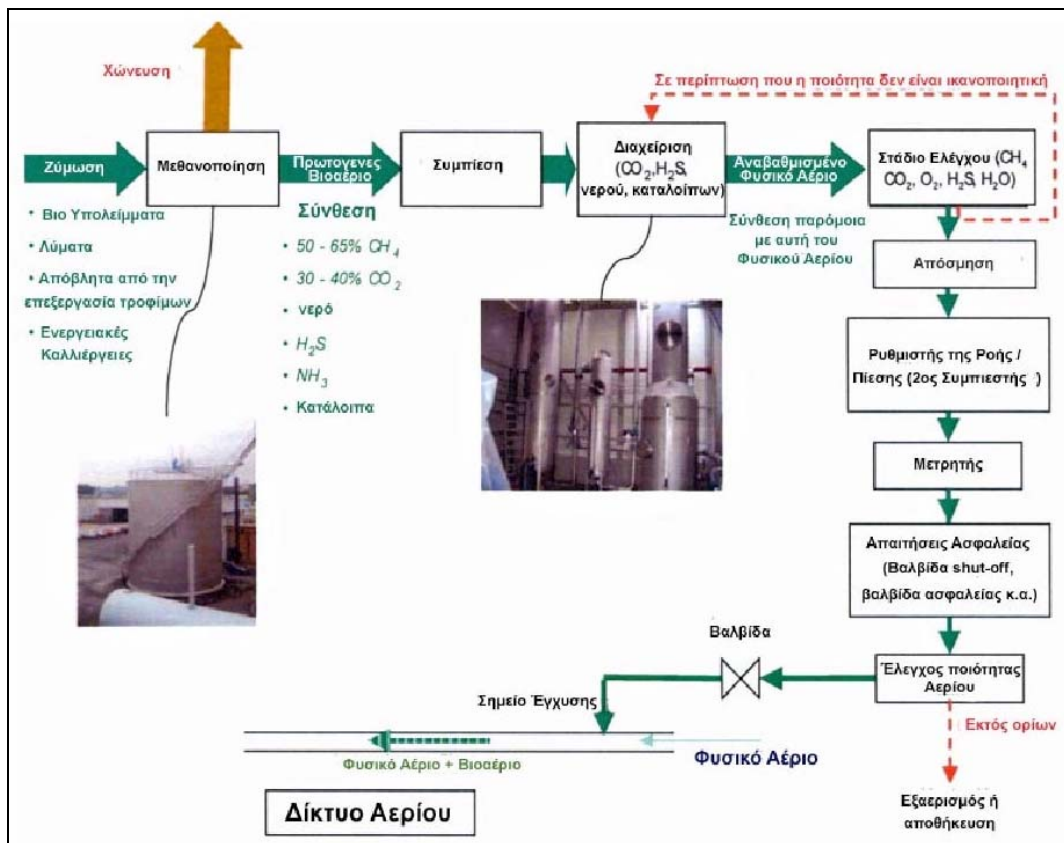 Χώνευση
Σε περίπτωση που η ποιότητα δεν είναι ικανοποιητική
Ζύμωση
Μεθανοποίηση
Πρωτογενες
Βιοαέριο
Συμπίεση
Διαχείριση
(CO2,H2S,
νερού, καταλοίπων)
Αναβαθμισμένο
Φυσικό Αέριο
Στάδιο Ελέγχου (CH4
CO2, O2, H2S, H2O)
• Βιο Υπολείμματα
• Λύματα
• Απόβλητα από την
επεξεργασία τροφίμων
• Ενεργειακές
Καλλιέργειες
Σύνθεση
• 50 - 65% CH4
• 30 - 40% CO2
• νερό
• H2S
• NH3
• Κατάλοιπα
Σύνθεση παρόμοια
με αυτή του
Φυσικού Αερίου
Απόσμηση
Ρυθμιστής της Ροής /
Πίεσης (2ος Συμπιεστής)
Μετρητής
Απαιτήσεις Ασφαλείας
(Βαλβίδα shut-off,
βαλβίδα ασφαλείας κ.α.)
Βαλβίδα
Έλεγχος ποιότητας
Αερίου
Σημείο Έγχυσης
Εκτός ορίων
Φυσικό Αέριο + Βιοαέριο
Φυσικό Αέριο
Εξαερισμός ή
αποθήκευση
Δίκτυο Αερίου